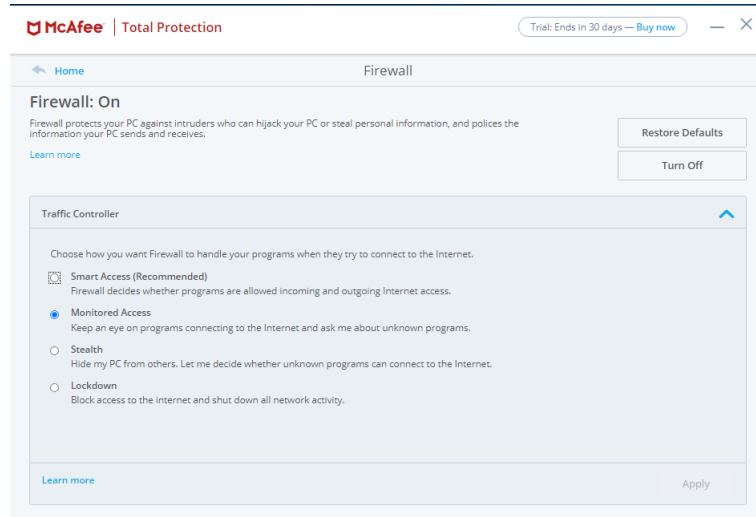 McAfee | Total Protection
Trial: Ends in 30 days — Buy now
Home
Firewall
Firewall: On
Firewall protects your PC against intruders who can hijack your PC or steal personal information, and polices the
information your PC sends and receives.
Learn more
Restore Defaults
Turn Off
Traffic Controller
Choose how you want Firewall to handle your programs when they try to connect to the Internet.
Smart Access (Recommended)
Firewall decides whether programs are allowed incoming and outgoing Internet access.
Monitored Access
Keep an eye on programs connecting to the Internet and ask me about unknown programs.
Stealth
Hide my PC from others. Let me decide whether unknown programs can connect to the Internet.
Lockdown
Block access to the internet and shut down all network activity.
Learn more
Apply